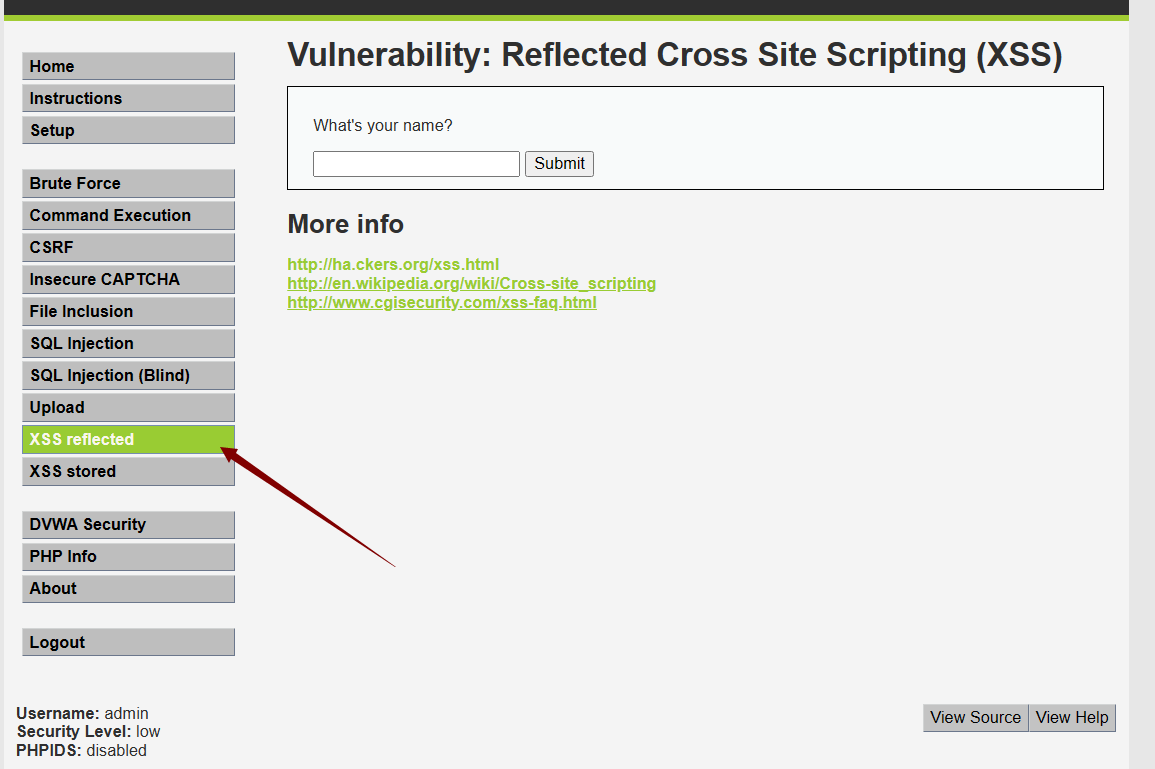 Home
Instructions
Setup
Brute Force
Command Execution
CSRF
Insecure CAPTCHA
File Inclusion
SQL Injection
SQL Injection (Blind)
Upload
XSS reflected
XSS stored
DVWA Security
PHP Info
About
Logout
Vulnerability: Reflected Cross Site Scripting (XSS)
What's your name?
Submit
More info
http://ha.ckers.org/xss.html
http://en.wikipedia.org/wiki/Cross-site_scripting
http://www.cgisecurity.com/xss-faq.html
Username: admin
Security Level: low
PHPIDS: disabled
View Source View Help